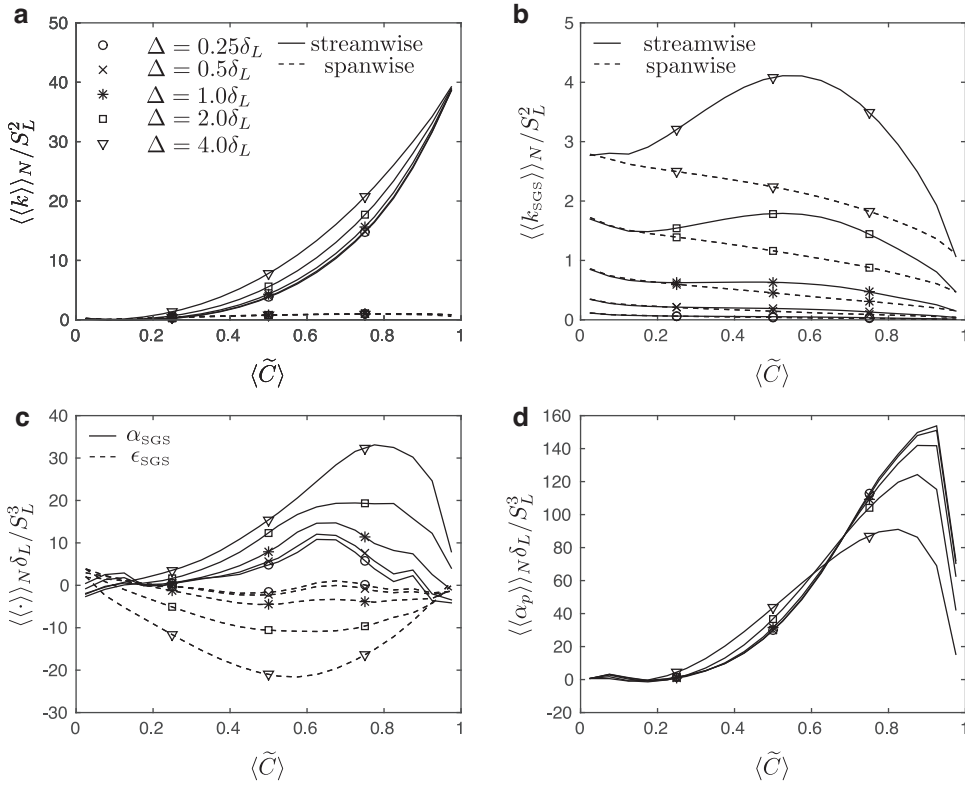 a
50
40
30
20
10
0
0 0.2 0.4 0.6 0.8 1
⟨⟨k⟩⟩_N/S_L^2
⟨C̃⟩
Δ = 0.25δ_L
Δ = 0.5δ_L
Δ = 1.0δ_L
Δ = 2.0δ_L
Δ = 4.0δ_L
streamwise
spanwise
b
5
4
3
2
1
0
0 0.2 0.4 0.6 0.8 1
⟨⟨k_SGS⟩⟩_N/S_L^2
⟨C̃⟩
streamwise
spanwise
c
40
30
20
10
0
-10
-20
-30
0 0.2 0.4 0.6 0.8 1
⟨⟨·⟩⟩_N δ_L/S_L^3
⟨C̃⟩
α_SGS
ϵ_SGS
d
160
140
120
100
80
60
40
20
0
-20
0 0.2 0.4 0.6 0.8 1
⟨⟨α_p⟩⟩_N δ_L/S_L^3
⟨C̃⟩